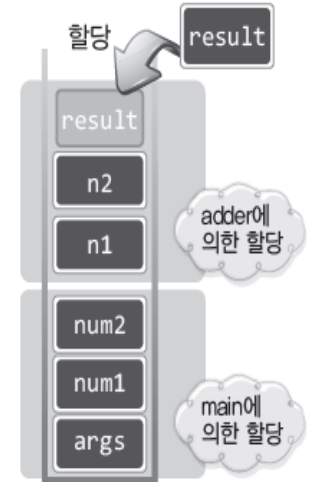 할당
result
result
n2
n1
adder에
의한 할당
num2
num1
args
main에
의한 할당